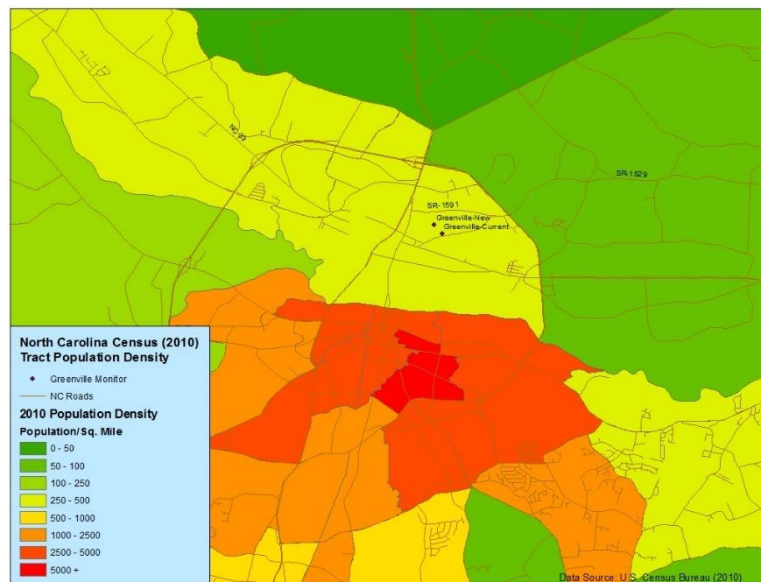 NC-33
SR-1529
SR-1591
Greenville-New
Greenville-Current
North Carolina Census (2010)
Tract Population Density
Greenville Monitor
NC Roads
2010 Population Density
Population/Sq. Mile
0 - 50
50 - 100
100 - 250
250 - 500
500 - 1000
1000 - 2500
2500 - 5000
5000 +
Data Source: U.S. Census Bureau (2010)